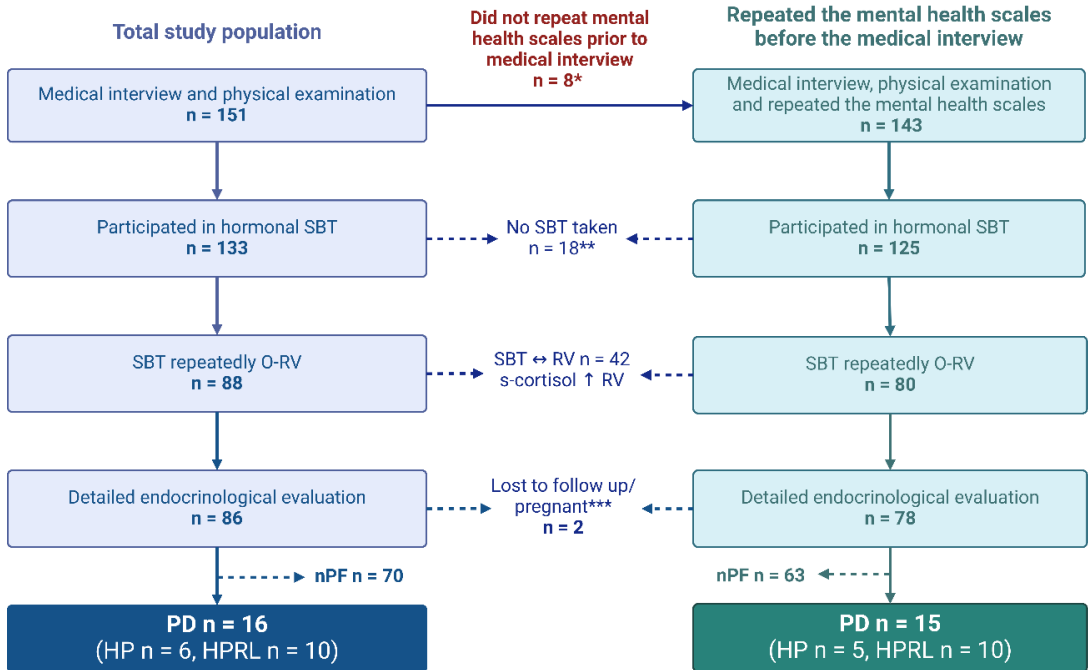 Total study population
Did not repeat mental
health scales prior to
medical interview
n = 8*
Repeated the mental health scales
before the medical interview
Medical interview and physical examination
n = 151
Medical interview, physical examination
and repeated the mental health scales
n = 143
Participated in hormonal SBT
n = 133
No SBT taken
n = 18**
Participated in hormonal SBT
n = 125
SBT repeatedly O-RV
n = 88
SBT ↔ RV n = 42
s-cortisol ↑ RV
SBT repeatedly O-RV
n = 80
Detailed endocrinological evaluation
n = 86
Lost to follow up/
pregnant***
n = 2
Detailed endocrinological evaluation
n = 78
nPF n = 70
nPF n = 63
PD n = 16
(HP n = 6, HPRL n = 10)
PD n = 15
(HP n = 5, HPRL n = 10)